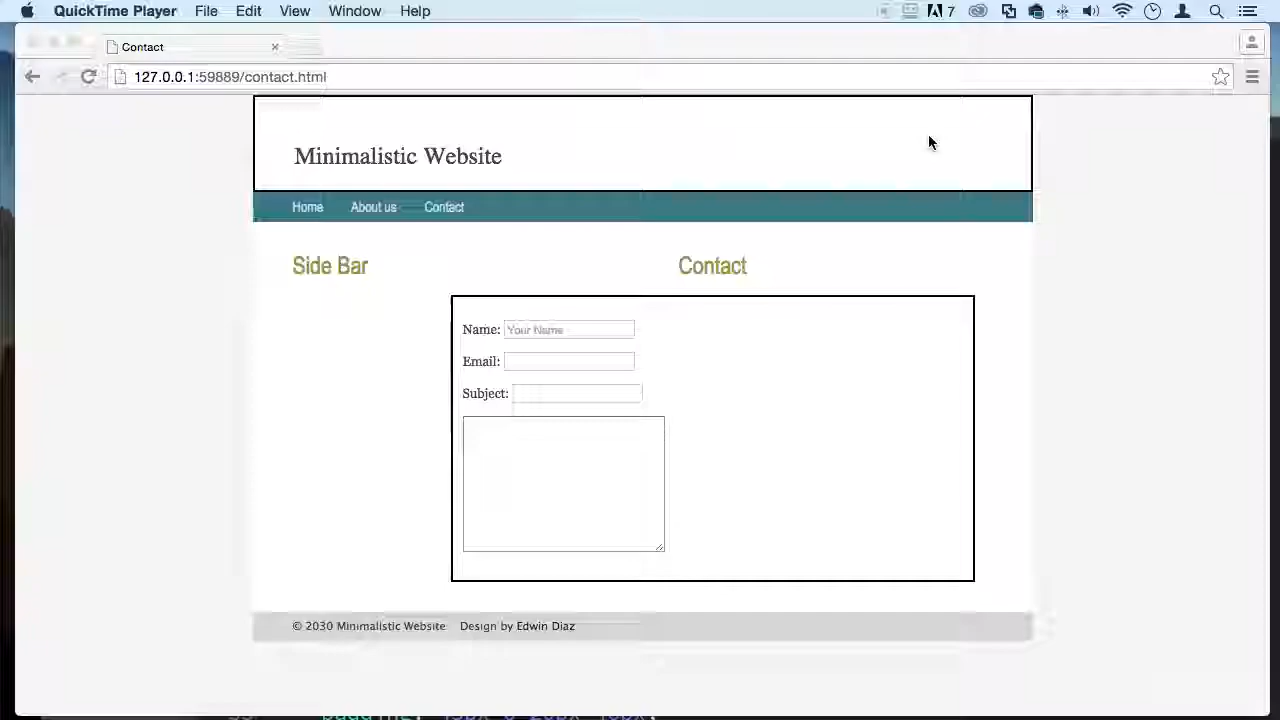 QuickTime Player File Edit View Window Help 7
Contact
127.0.0.1:59889/contact.html
Minimalistic Website
Home About us Contact
Side Bar Contact
Name: Your Name
Email:
Subject:
© 2030 Minimalistic Website Design by Edwin Diaz